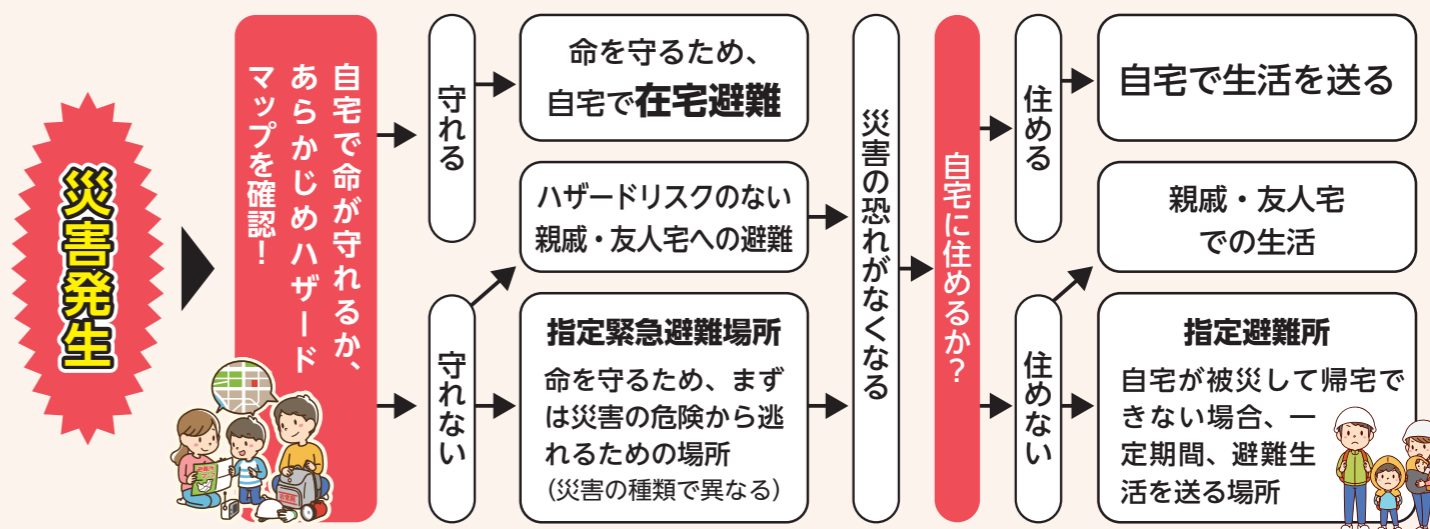 災害発生
自宅で命が守れるか、
あらかじめハザード
マップを確認！
守れる
命を守るため、
自宅で在宅避難
ハザードリスクのない
親戚・友人宅への避難
守れない
指定緊急避難場所
命を守るため、まず
は災害の危険から逃
れるための場所
（災害の種類で異なる）
災害の恐れがなくなる
自宅に住めるか？
住める
自宅で生活を送る
親戚・友人宅
での生活
住めない
指定避難所
自宅が被災して帰宅で
きない場合、一
定期間、避難生
活を送る場所